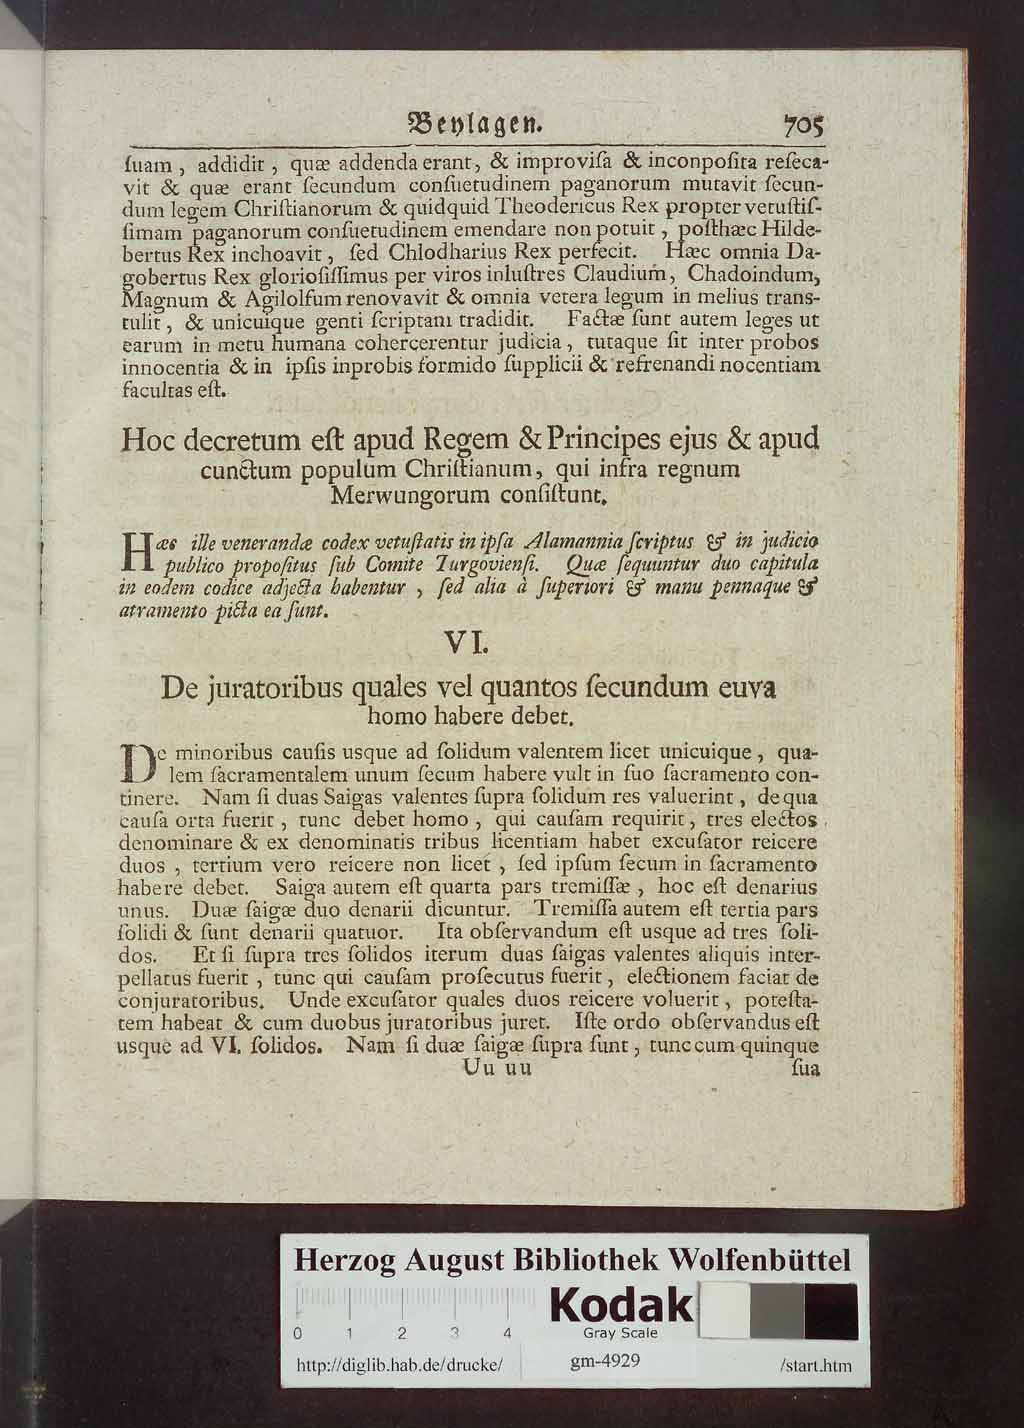 Beylagen. 705
ſuam, addidit, quæ addenda erant, & improviſa & inconpoſita reſeca-
vit & quæ erant ſecundum conſuetudinem paganorum mutavit ſecun-
dum legem Chriſtianorum & quidquid Theodericus Rex propter vetuſtiſ-
ſimam paganorum conſuetudinem emendare non potuit, poſthæc Hilde-
bertus Rex inchoavit, ſed Chlodharius Rex perfecit. Hæc omnia Da-
gobertus Rex glorioſiſſimus per viros inluſtres Claudium, Chadoindum,
Magnum & Agilolfum renovavit & omnia vetera legum in melius trans-
tulit, & unicuique genti ſcriptam tradidit. Factæ ſunt autem leges ut
earum in metu humana cohercerentur judicia, tutaque ſit inter probos
innocentia & in ipſis inprobis formido ſupplicii & refrenandi nocentiam
facultas eſt.
Hoc decretum eſt apud Regem & Principes ejus & apud
cunctum populum Chriſtianum, qui infra regnum
Merwungorum conſiſtunt.
Hæs ille venerandæ codex vetuſtatis in ipſa Alamannia ſcriptus & in judicio
publico propoſitus ſub Comite Turgovienſi. Quæ ſequuntur duo capitula
in eodem codice adjecta habentur, ſed alia à ſuperiori & manu pennaque &
atramento picta ea ſunt.
VI.
De juratoribus quales vel quantos ſecundum euva
homo habere debet.
De minoribus cauſis usque ad ſolidum valentem licet unicuique, qua-
lem ſacramentalem unum ſecum habere vult in ſuo ſacramento con-
tinere. Nam ſi duas Saigas valentes ſupra ſolidum res valuerint, de qua
cauſa orta fuerit, tunc debet homo, qui cauſam requirit, tres electos
denominare & ex denominatis tribus licentiam habet excuſator reicere
duos, tertium vero reicere non licet, ſed ipſum ſecum in ſacramento
habere debet. Saiga autem eſt quarta pars tremiſſæ, hoc eſt denarius
unus. Duæ ſaigæ duo denarii dicuntur. Tremiſſa autem eſt tertia pars
ſolidi & ſunt denarii quatuor. Ita obſervandum eſt usque ad tres ſoli-
dos. Et ſi ſupra tres ſolidos iterum duas ſaigas valentes aliquis inter-
pellatus fuerit, tunc qui cauſam proſecutus fuerit, electionem faciat de
conjuratoribus. Unde excuſator quales duos reicere voluerit, poteſta-
tem habeat & cum duobus juratoribus juret. Iſte ordo obſervandus eſt
usque ad VI. ſolidos. Nam ſi duæ ſaigæ ſupra ſunt, tunc cum quinque
Uu uu ſua
Herzog August Bibliothek Wolfenbüttel
Kodak
0 1 2 3 4 Gray Scale
http://diglib.hab.de/drucke/ gm-4929 /start.htm